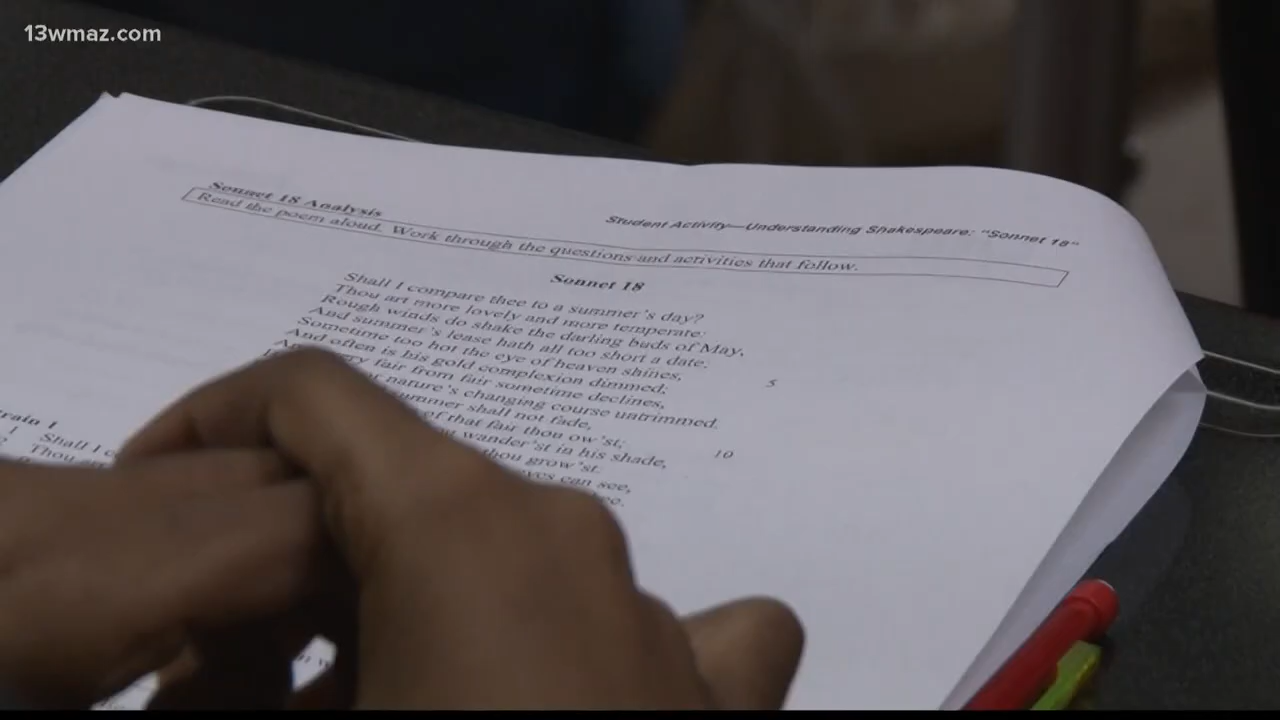 13wmaz.com
Student Activity—Understanding Shakespeare: "Sonnet 18"
Sonnet 18 Analysis
Read the poem aloud. Work through the questions and activities that follow.
Sonnet 18
Shall I compare thee to a summer's day?
Thou art more lovely and more temperate:
Rough winds do shake the darling buds of May,
And summer's lease hath all too short a date:
Sometime too hot the eye of heaven shines, 5
And often is his gold complexion dimmed;
fair from fair sometime declines,
nature's changing course untrimmed.
summer shall not fade,
of that fair thou ow'st;
wander'st in his shade, 10
thou grow'st.
eyes can see,
1 Shall I
Thou art